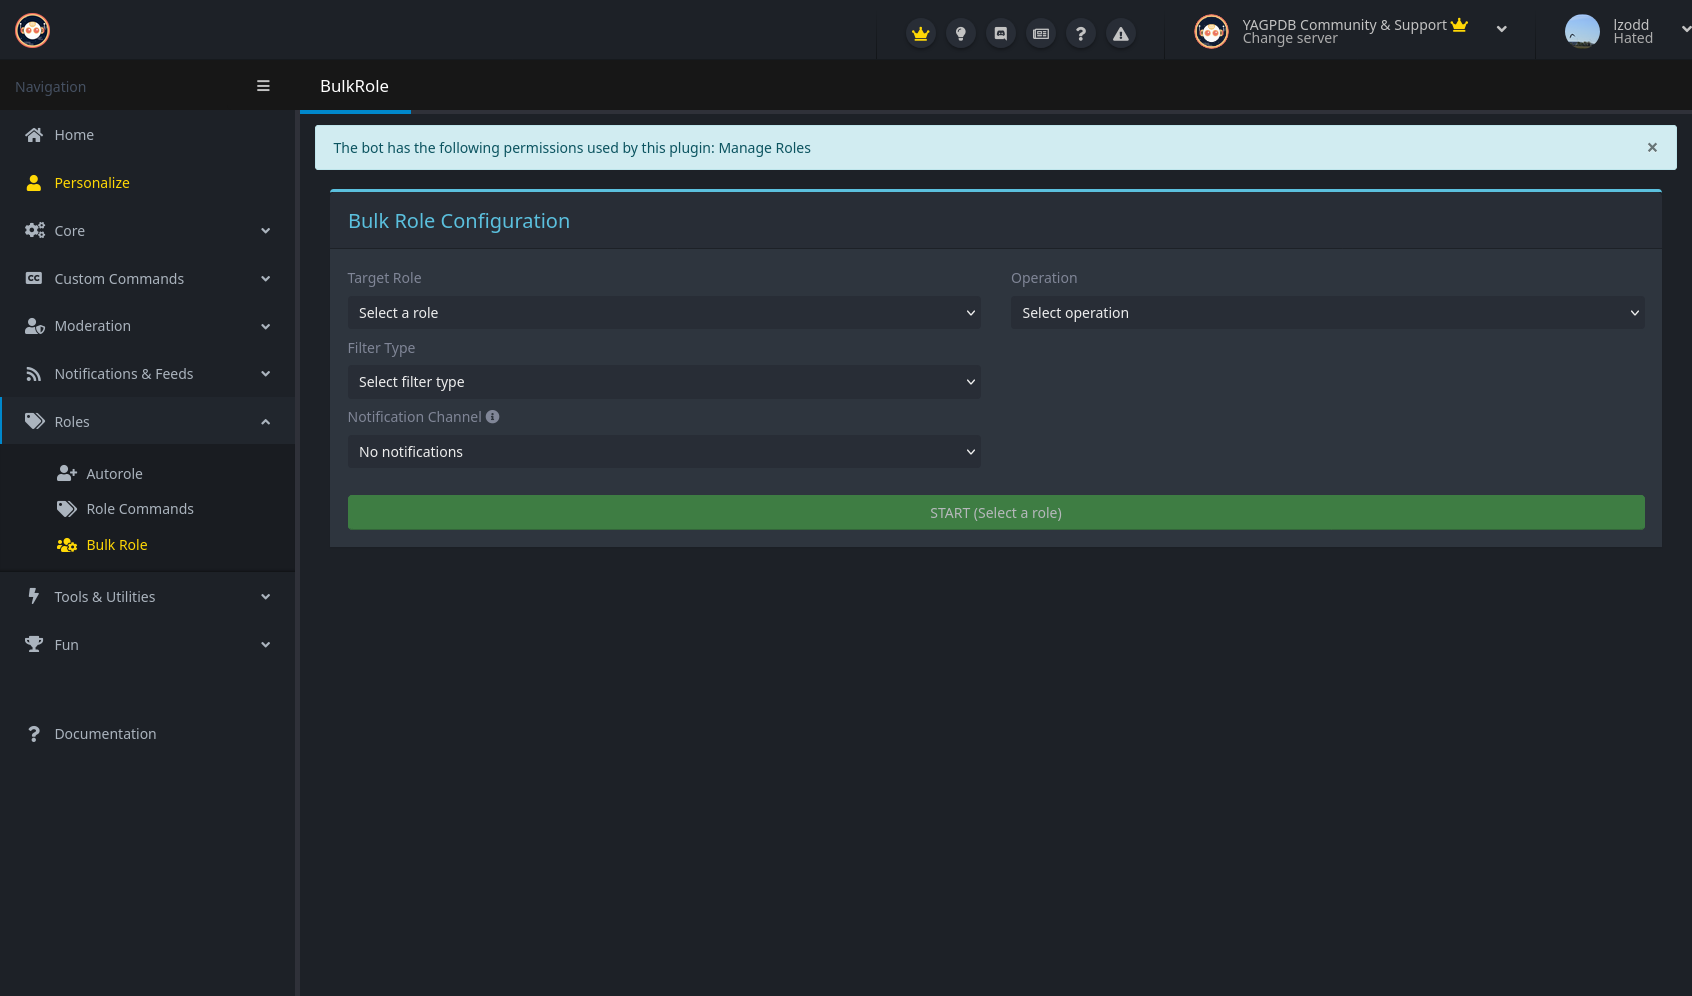 YAGPDB Community & Support
Change server
lzodd
Hated
Navigation
BulkRole
Home
Personalize
Core
Custom Commands
Moderation
Notifications & Feeds
Roles
Autorole
Role Commands
Bulk Role
Tools & Utilities
Fun
Documentation
The bot has the following permissions used by this plugin: Manage Roles
×
Bulk Role Configuration
Target Role
Select a role
Operation
Select operation
Filter Type
Select filter type
Notification Channel
No notifications
START (Select a role)